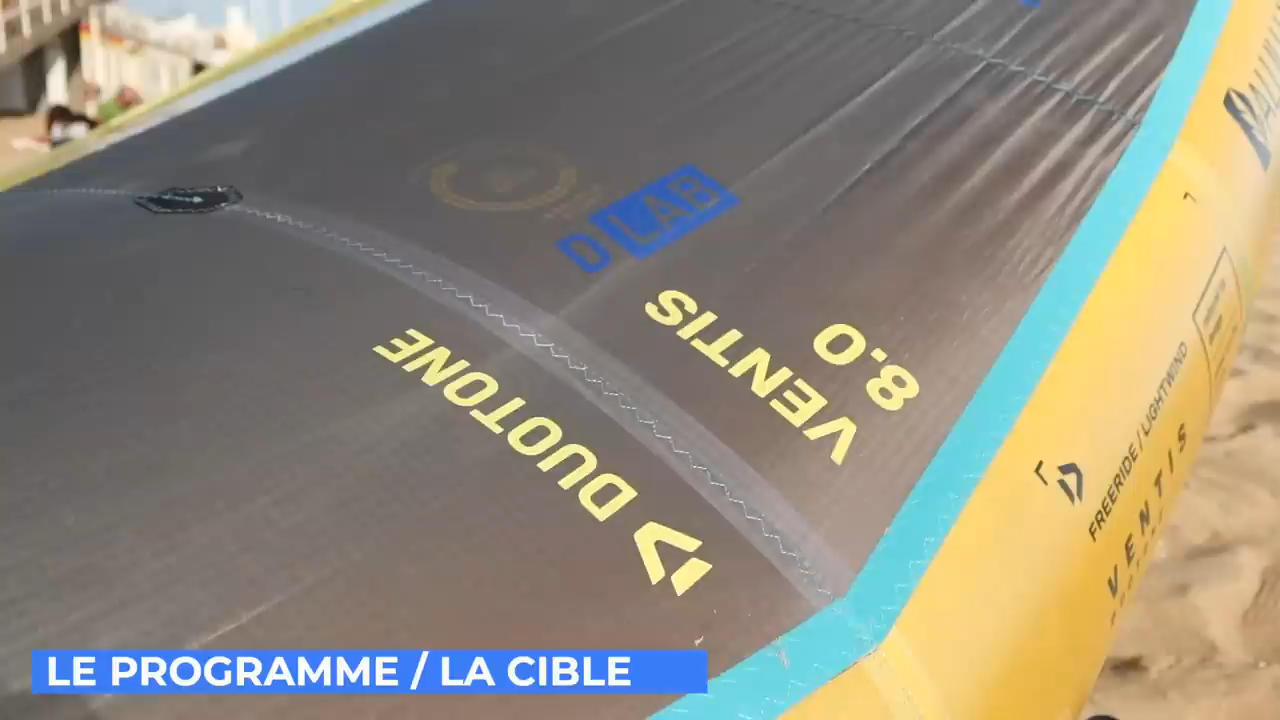 D LAB
VENTIS
8.0
DUOTONE
FREERIDE / LIGHTWIND
VENTIS
LE PROGRAMME / LA CIBLE